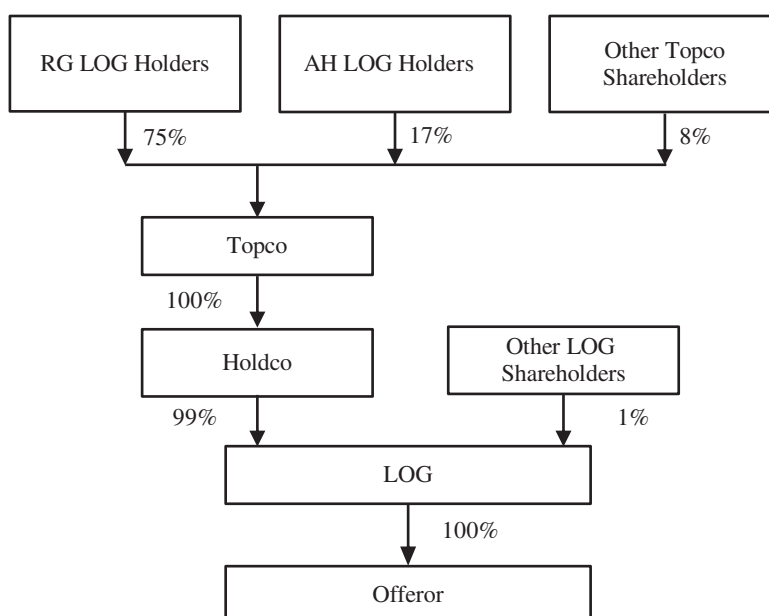 RG LOG Holders
AH LOG Holders
Other Topco
Shareholders
75%
17%
8%
Topco
100%
Holdco
Other LOG
Shareholders
99%
1%
LOG
100%
Offeror